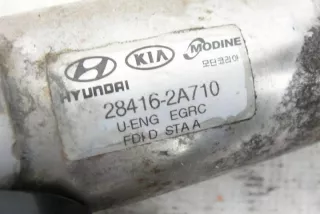 HYUNDAI KIA MODINE
모딘코리아
28416-2A710
U-ENG EGRC
FDI D STA A